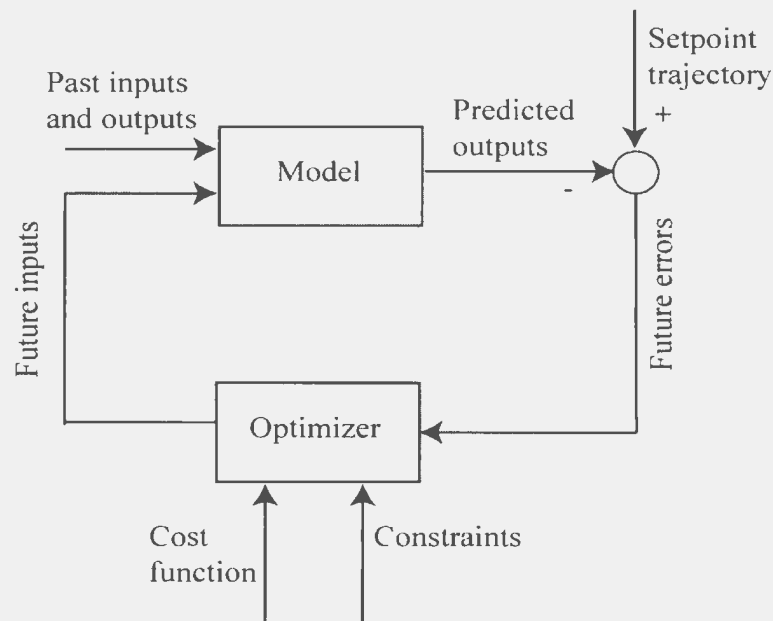 Setpoint
trajectory
+
Past inputs
and outputs
Predicted
outputs
Model
-
Future inputs
Future errors
Optimizer
Cost
function
Constraints